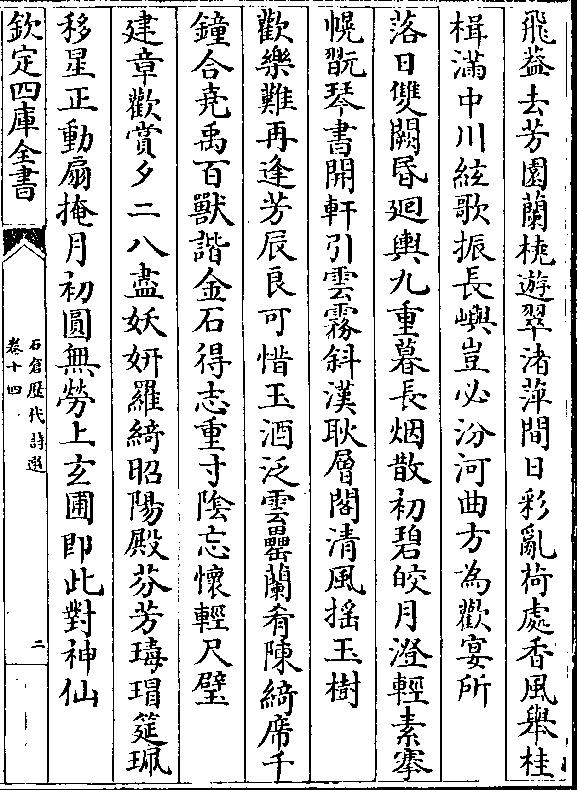 飛葢去芳園蘭橈遊翠渚萍間日彩亂荷處香風舉桂
楫滿中川絃歌振長嶼豈必汾河曲方為歡宴所
落日雙闕昏迴輿九重暮長烟散初碧皎月澄輕素搴
幌翫琴書開軒引雲霧斜漢耿層閣清風搖玉樹
歡樂難再逢芳辰良可惜玉酒泛雲罍蘭肴陳綺席千
鐘合堯禹百獸諧金石得志重寸隂忘懷輕尺璧
建章歡賞夕二八盡妖妍羅綺昭陽殿芬芳瑇瑁筵珮
移星正動扇掩月初圓無勞上玄圃即此對神仙
欽定四庫全書
石倉歷代詩選
卷十四
二